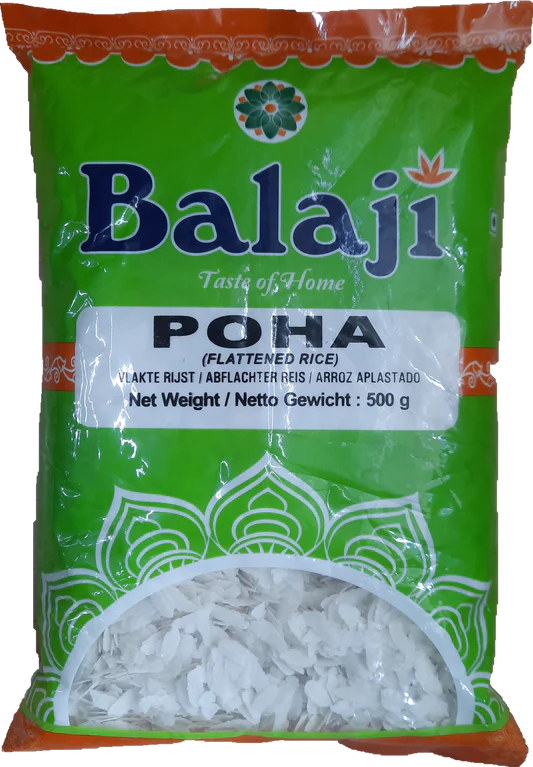 Balaji
Taste of Home
POHA
(FLATTENED RICE)
VLAKTE RIJST / ABFLACHTER REIS / ARROZ APLASTADO
Net Weight / Netto Gewicht : 500 g